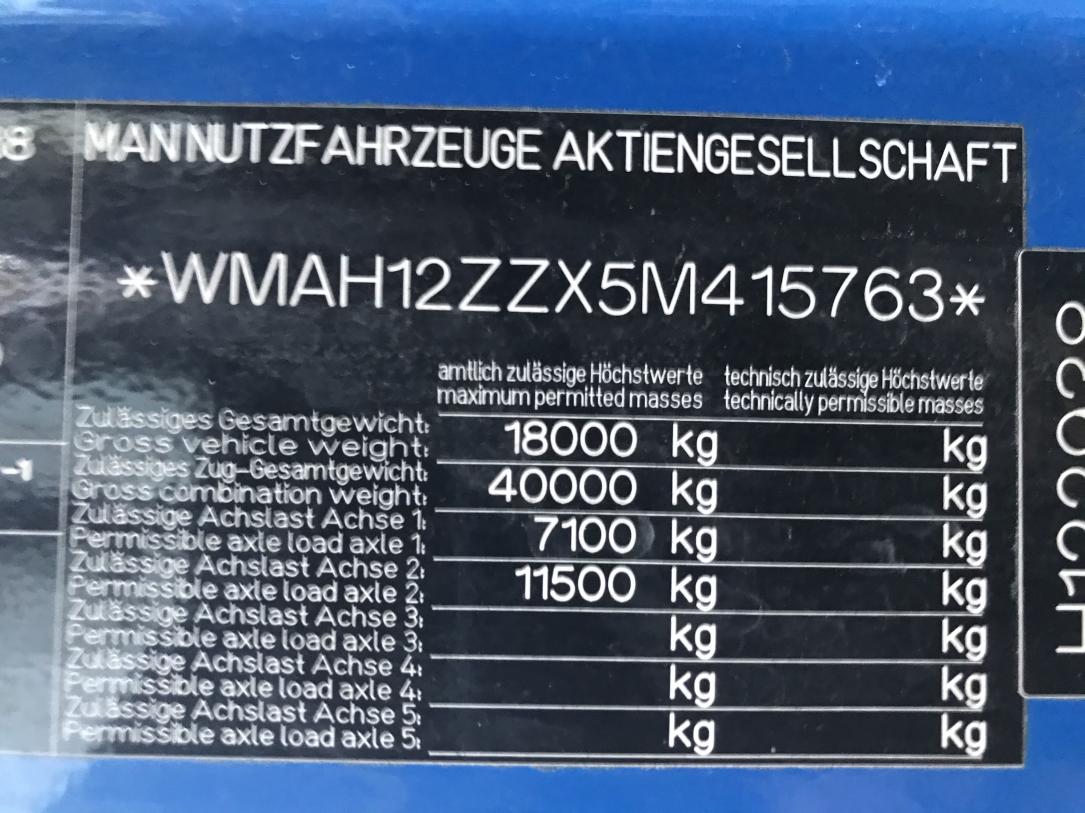 MAN NUTZFAHRZEUGE AKTIENGESELLSCHAFT
*WMAH12ZZX5M415763*
amtlich zulässige Höchstwerte technisch zulässige Höchstwerte
maximum permitted masses technically permissible masses
Zulässiges Gesamtgewicht:
Gross vehicle weight: 18000 kg kg
Zulässiges Zug-Gesamtgewicht:
Gross combination weight: 40000 kg kg
Zulässige Achslast Achse 1:
Permissible axle load axle 1: 7100 kg kg
Zulässige Achslast Achse 2:
Permissible axle load axle 2: 11500 kg kg
Zulässige Achslast Achse 3:
Permissible axle load axle 3: kg kg
Zulässige Achslast Achse 4:
Permissible axle load axle 4: kg kg
Zulässige Achslast Achse 5:
Permissible axle load axle 5: kg kg
-1